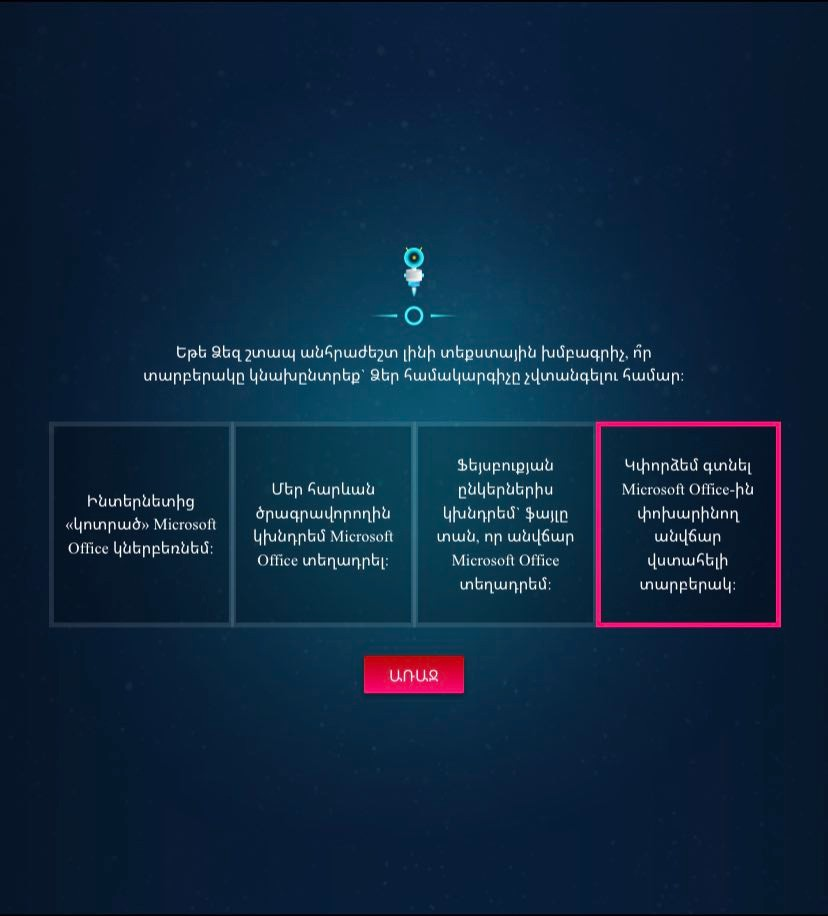 Եթե Ձեզ շտապ անհրաժեշտ լինի տեքստային խմբագրիչ, ո՞ր
տարբերակը կնախընտրեք` Ձեր համակարգիչը չվտանգելու համար:
Ինտերնետից
«կոտրած» Microsoft
Office կներբեռնեմ:
Մեր հարևան
ծրագրավորողին
կխնդրեմ Microsoft
Office տեղադրել:
Ֆեյսբուքյան
ընկերներիս
կխնդրեմ` ֆայլը
տան, որ անվճար
Microsoft Office
տեղադրեմ:
Կփորձեմ գտնել
Microsoft Office-ին
փոխարինող
անվճար
վստահելի
տարբերակ:
ԱՌԱՋ